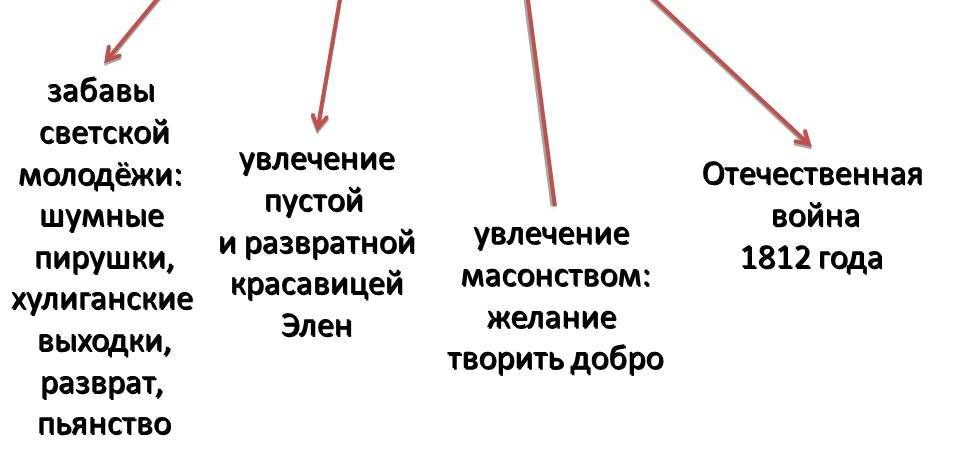 забавы
светской
молодёжи:
шумные
пирушки,
хулиганские
выходки,
разврат,
пьянство
увлечение
пустой
и развратной
красавицей
Элен
увлечение
масонством:
желание
творить добро
Отечественная
война
1812 года